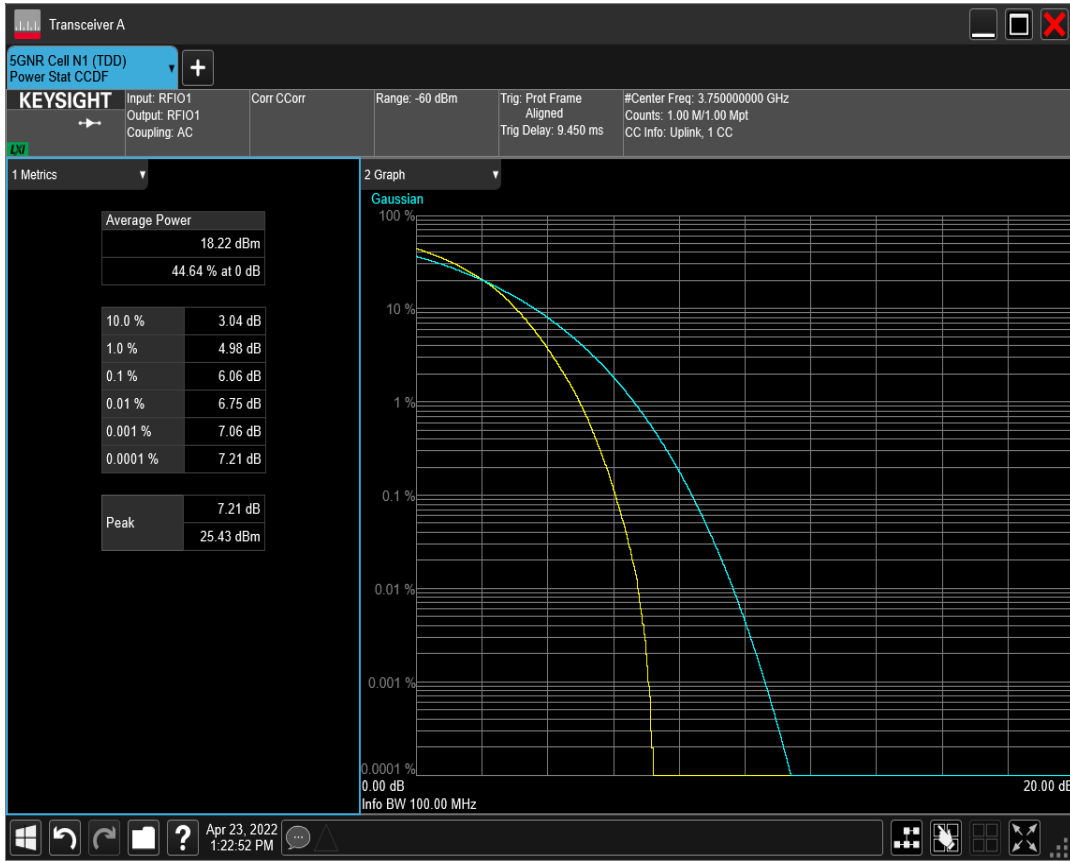 Transceiver A
5GNR Cell N1 (TDD)
Power Stat CCDF
KEYSIGHT
LXI
Input: RFIO1
Output: RFIO1
Coupling: AC
Corr CCorr
Range: -60 dBm
Trig: Prot Frame
Aligned
Trig Delay: 9.450 ms
#Center Freq: 3.750000000 GHz
Counts: 1.00 M/1.00 Mpt
CC Info: Uplink, 1 CC
1 Metrics
Average Power
18.22 dBm
44.64 % at 0 dB
10.0 % 3.04 dB
1.0 % 4.98 dB
0.1 % 6.06 dB
0.01 % 6.75 dB
0.001 % 7.06 dB
0.0001 % 7.21 dB
Peak 7.21 dB
25.43 dBm
2 Graph
Gaussian
100 %
10 %
1 %
0.1 %
0.01 %
0.001 %
0.0001 %
0.00 dB 20.00 dB
Info BW 100.00 MHz
Apr 23, 2022
1:22:52 PM